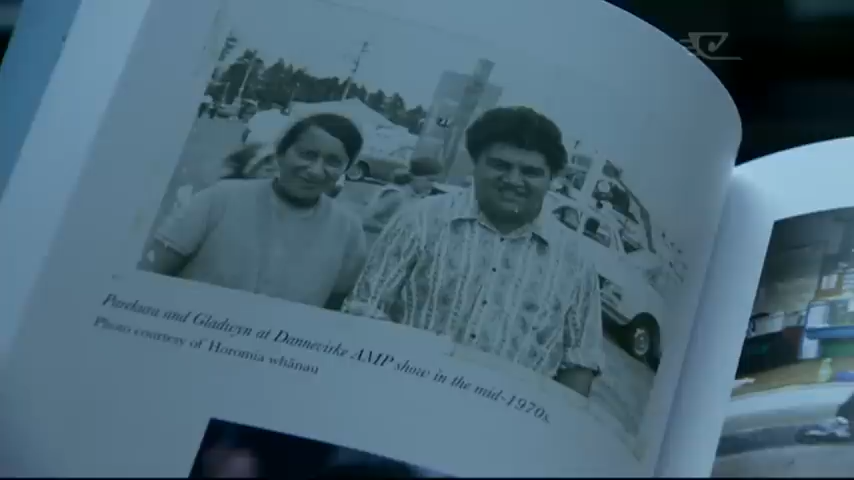 Parekura and Gladwyn at Dannevirke AMP show in the mid-1970s.
Photo courtesy of Horomia whānau